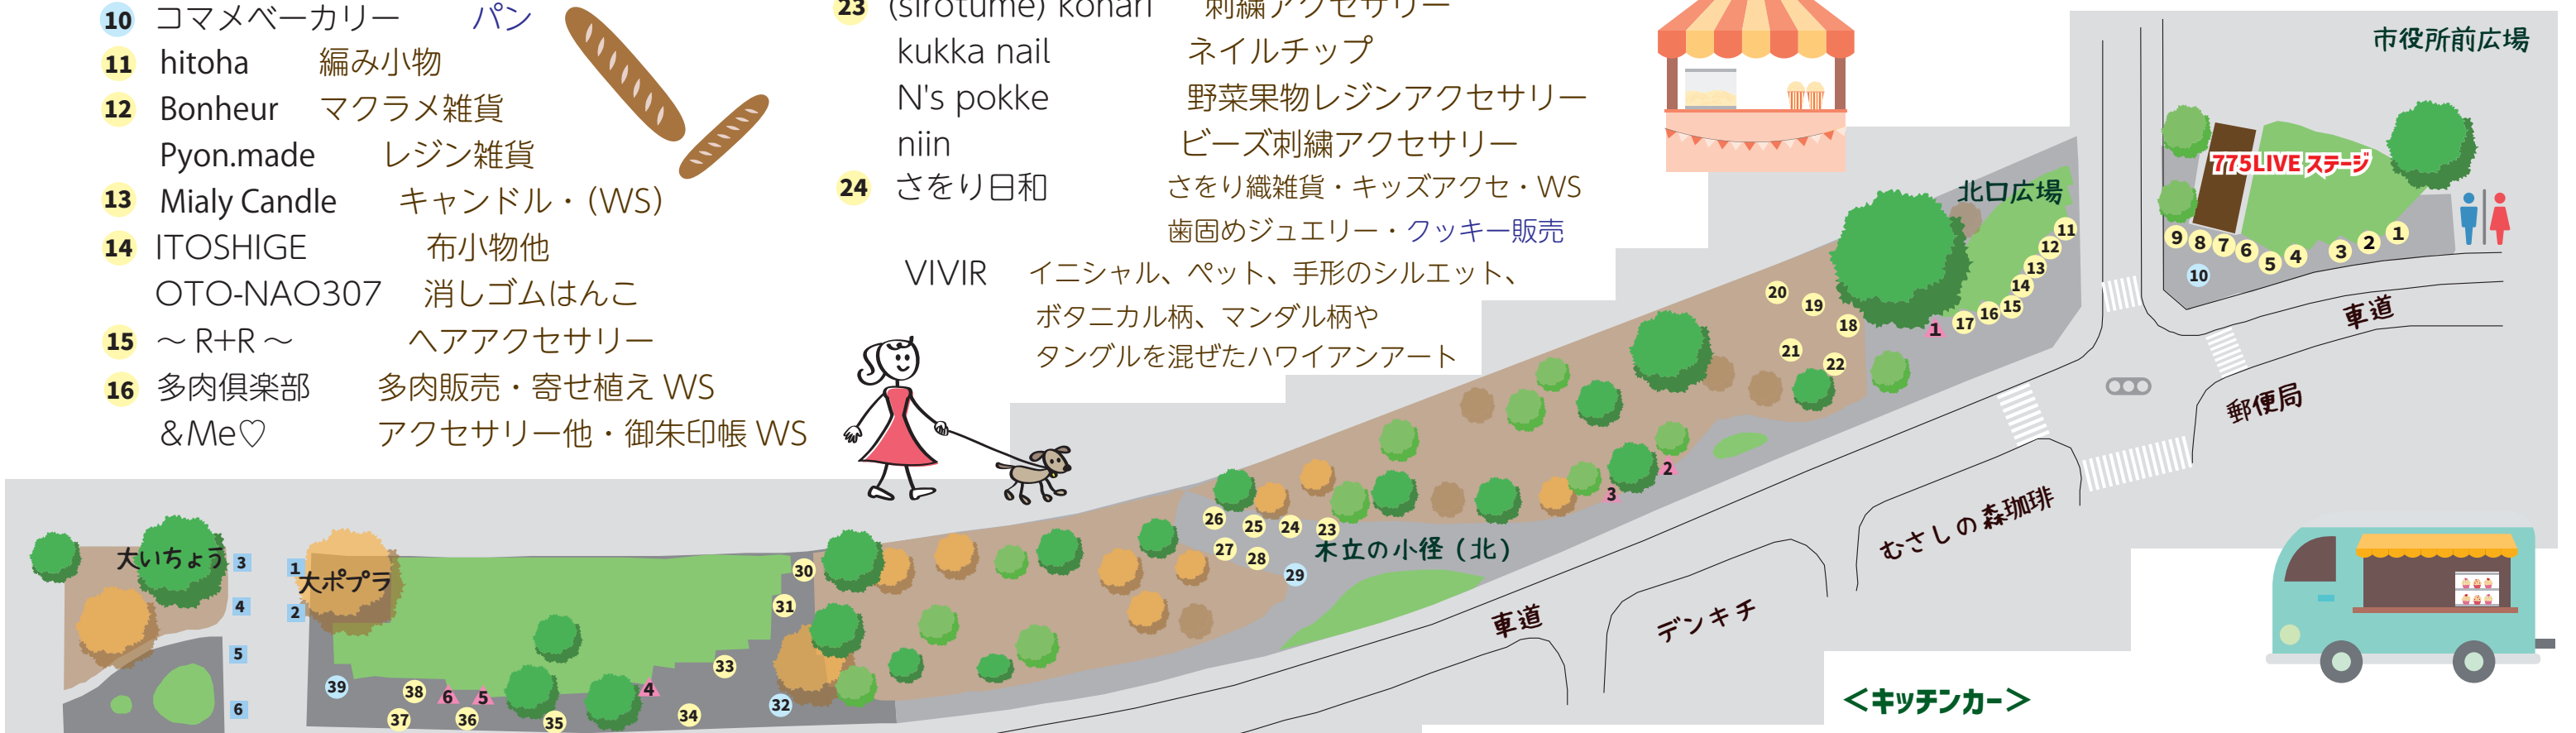 10 コマメベーカリー パン
11 hitoha 編み小物
12 Bonheur マクラメ雑貨
Pyon.made レジン雑貨
13 Mialy Candle キャンドル・(WS)
14 ITOSHIGE 布小物他
OTO-NAO307 消しゴムはんこ
15 ～ R+R ～ ヘアアクセサリー
16 多肉倶楽部 多肉販売・寄せ植え WS
&Me♡ アクセサリー他・御朱印帳 WS
23 (sirotume) konari 刺繍アクセサリー
kukka nail ネイルチップ
N's pokke 野菜果物レジンアクセサリー
niin ビーズ刺繍アクセサリー
24 さをり日和 さをり織雑貨・キッズアクセ・WS
歯固めジュエリー・クッキー販売
VIVIR イニシャル、ペット、手形のシルエット、
ボタニカル柄、マンダル柄や
タングルを混ぜたハワイアンアート
市役所前広場
775LIVE ステージ
9 8 7 6 5 4 3 2 1
10
北口広場
11
12
13
14
15
16
17
1
20 19 18
21 22
2
3
車道
郵便局
むさしの森珈琲
デンキチ
車道
木立の小径（北）
26 25 24 23
27 28 29
30
31
33
32
34
4
35
5
6
36
38
37
39
大いちょう
大ポプラ
3 1
4 2
5
6
＜キッチンカー＞